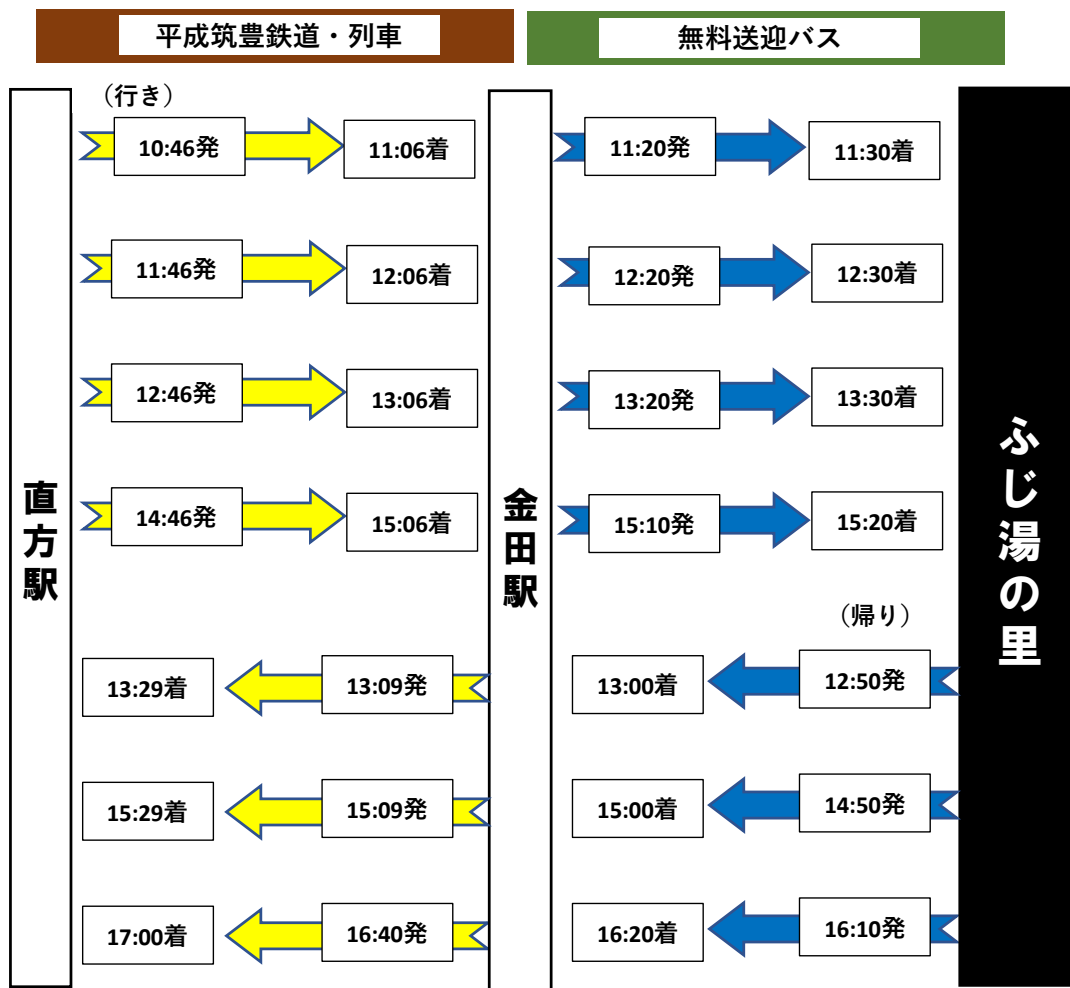 平成筑豊鉄道・列車
無料送迎バス
(行き)
10:46発
11:06着
11:20発
11:30着
11:46発
12:06着
12:20発
12:30着
12:46発
13:06着
13:20発
13:30着
14:46発
15:06着
15:10発
15:20着
直方駅
金田駅
ふじ湯の里
(帰り)
13:29着
13:09発
13:00着
12:50発
15:29着
15:09発
15:00着
14:50発
17:00着
16:40発
16:20着
16:10発